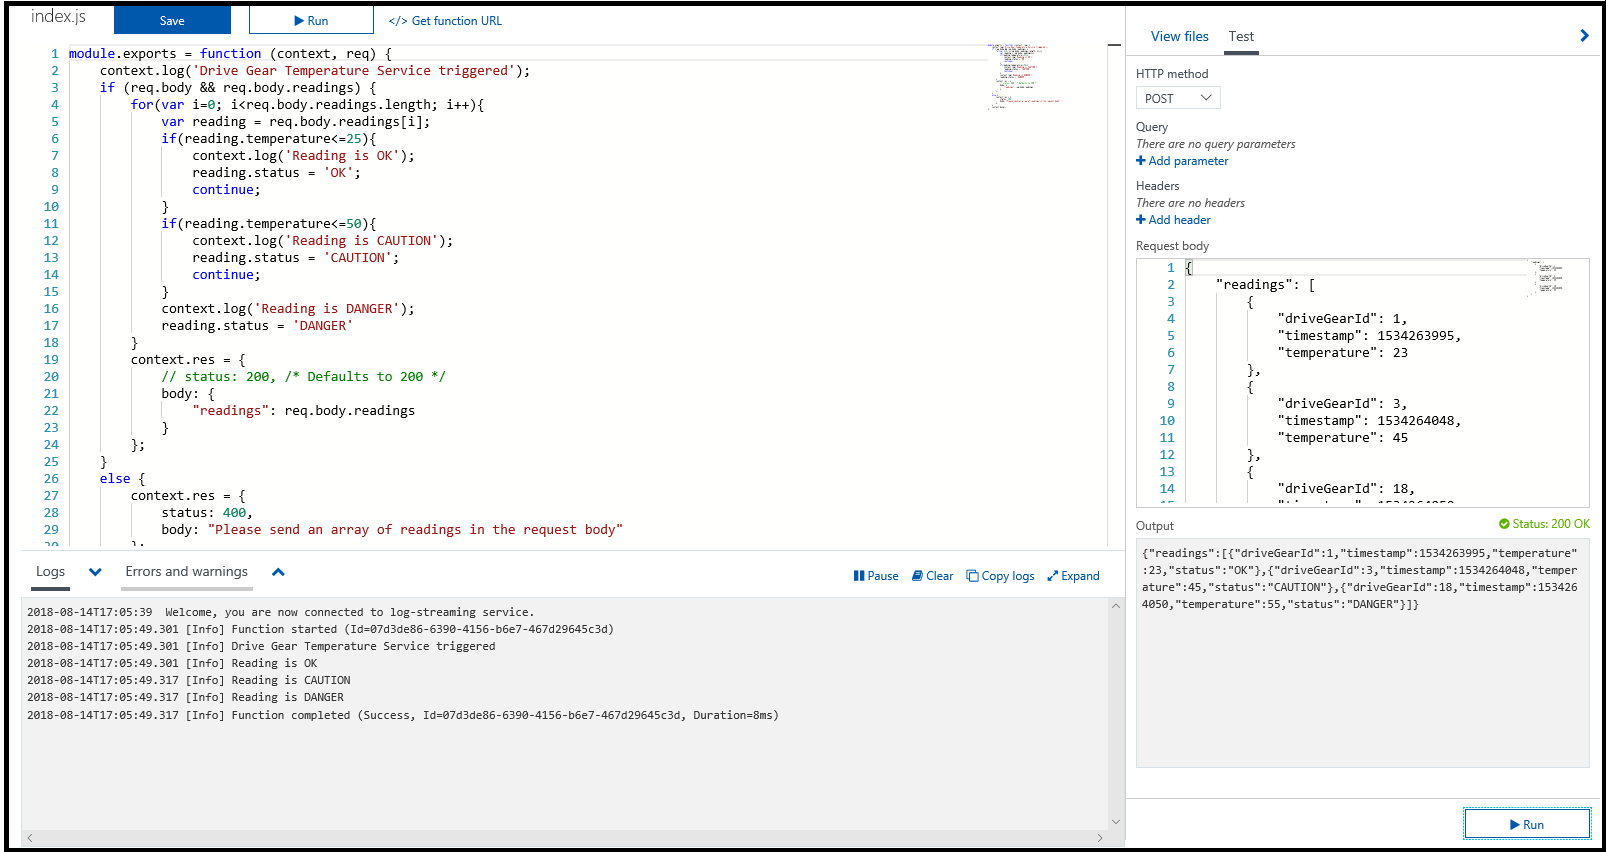 index.js
Save
Run
</> Get function URL
1 module.exports = function (context, req) {
2 context.log('Drive Gear Temperature Service triggered');
3 if (req.body && req.body.readings) {
4 for(var i=0; i<req.body.readings.length; i++){
5 var reading = req.body.readings[i];
6 if(reading.temperature<=25){
7 context.log('Reading is OK');
8 reading.status = 'OK';
9 continue;
10 }
11 if(reading.temperature<=50){
12 context.log('Reading is CAUTION');
13 reading.status = 'CAUTION';
14 continue;
15 }
16 context.log('Reading is DANGER');
17 reading.status = 'DANGER'
18 }
19 context.res = {
20 // status: 200, /* Defaults to 200 */
21 body: {
22 "readings": req.body.readings
23 }
24 };
25 }
26 else {
27 context.res = {
28 status: 400,
29 body: "Please send an array of readings in the request body"
Logs
Errors and warnings
Pause
Clear
Copy logs
Expand
2018-08-14T17:05:39 Welcome, you are now connected to log-streaming service.
2018-08-14T17:05:49.301 [Info] Function started (Id=07d3de86-6390-4156-b6e7-467d29645c3d)
2018-08-14T17:05:49.301 [Info] Drive Gear Temperature Service triggered
2018-08-14T17:05:49.301 [Info] Reading is OK
2018-08-14T17:05:49.317 [Info] Reading is CAUTION
2018-08-14T17:05:49.317 [Info] Reading is DANGER
2018-08-14T17:05:49.317 [Info] Function completed (Success, Id=07d3de86-6390-4156-b6e7-467d29645c3d, Duration=8ms)
View files
Test
HTTP method
POST
Query
There are no query parameters
Add parameter
Headers
There are no headers
Add header
Request body
1 {
2 "readings": [
3 {
4 "driveGearId": 1,
5 "timestamp": 1534263995,
6 "temperature": 23
7 },
8 {
9 "driveGearId": 3,
10 "timestamp": 1534264048,
11 "temperature": 45
12 },
13 {
14 "driveGearId": 18,
Output
Status: 200 OK
{"readings":[{"driveGearId":1,"timestamp":1534263995,"temperature"
:23,"status":"OK"},{"driveGearId":3,"timestamp":1534264048,"temper
ature":45,"status":"CAUTION"},{"driveGearId":18,"timestamp":153426
4050,"temperature":55,"status":"DANGER"}]}
Run